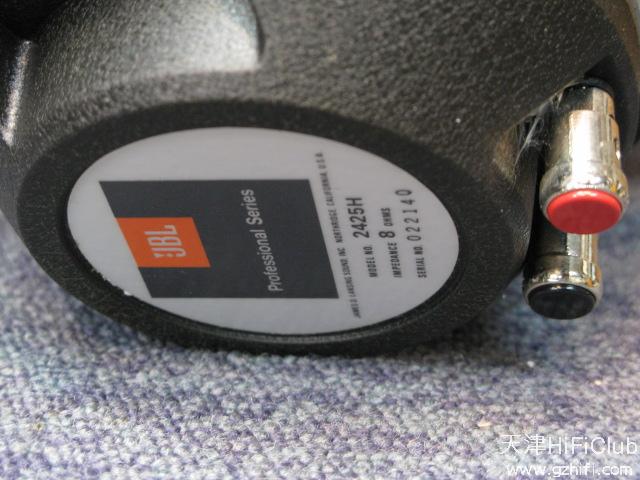 JBL
Professional Series
JAMES B. LANSING SOUND INC. NORTHRIDGE, CALIFORNIA, U.S.A.
MODEL NO. 2425H
IMPEDANCE 8 OHMS
SERIAL NO. 022140
天津HiFiClub
www.gzhifi.com